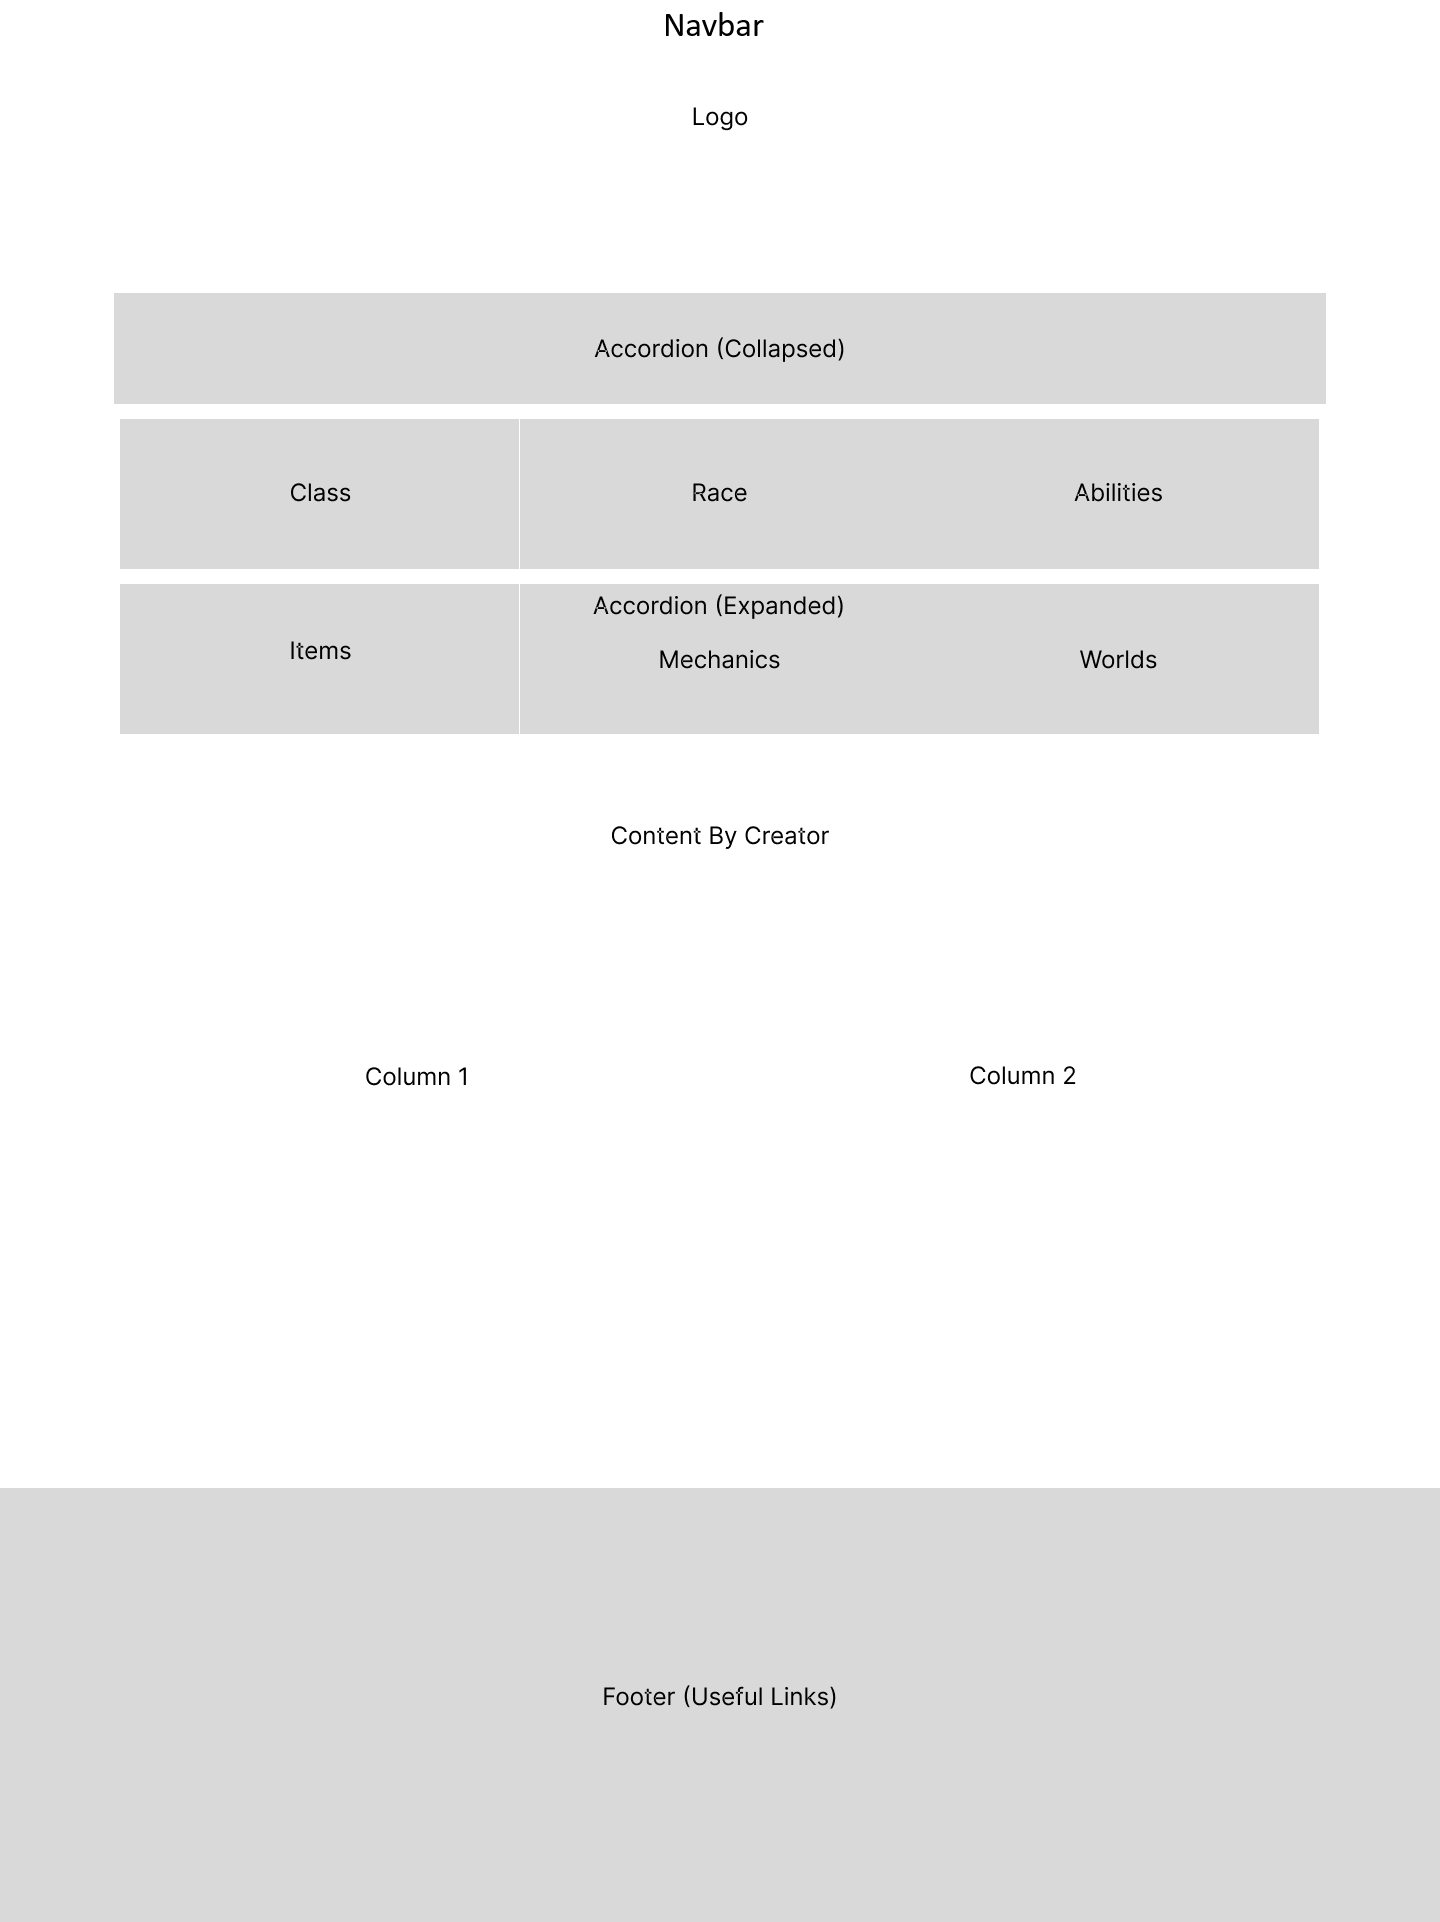 Navbar
Logo
Accordion (Collapsed)
Class
Race
Abilities
Accordion (Expanded)
Items
Mechanics
Worlds
Content By Creator
Column 1
Column 2
Footer (Useful Links)